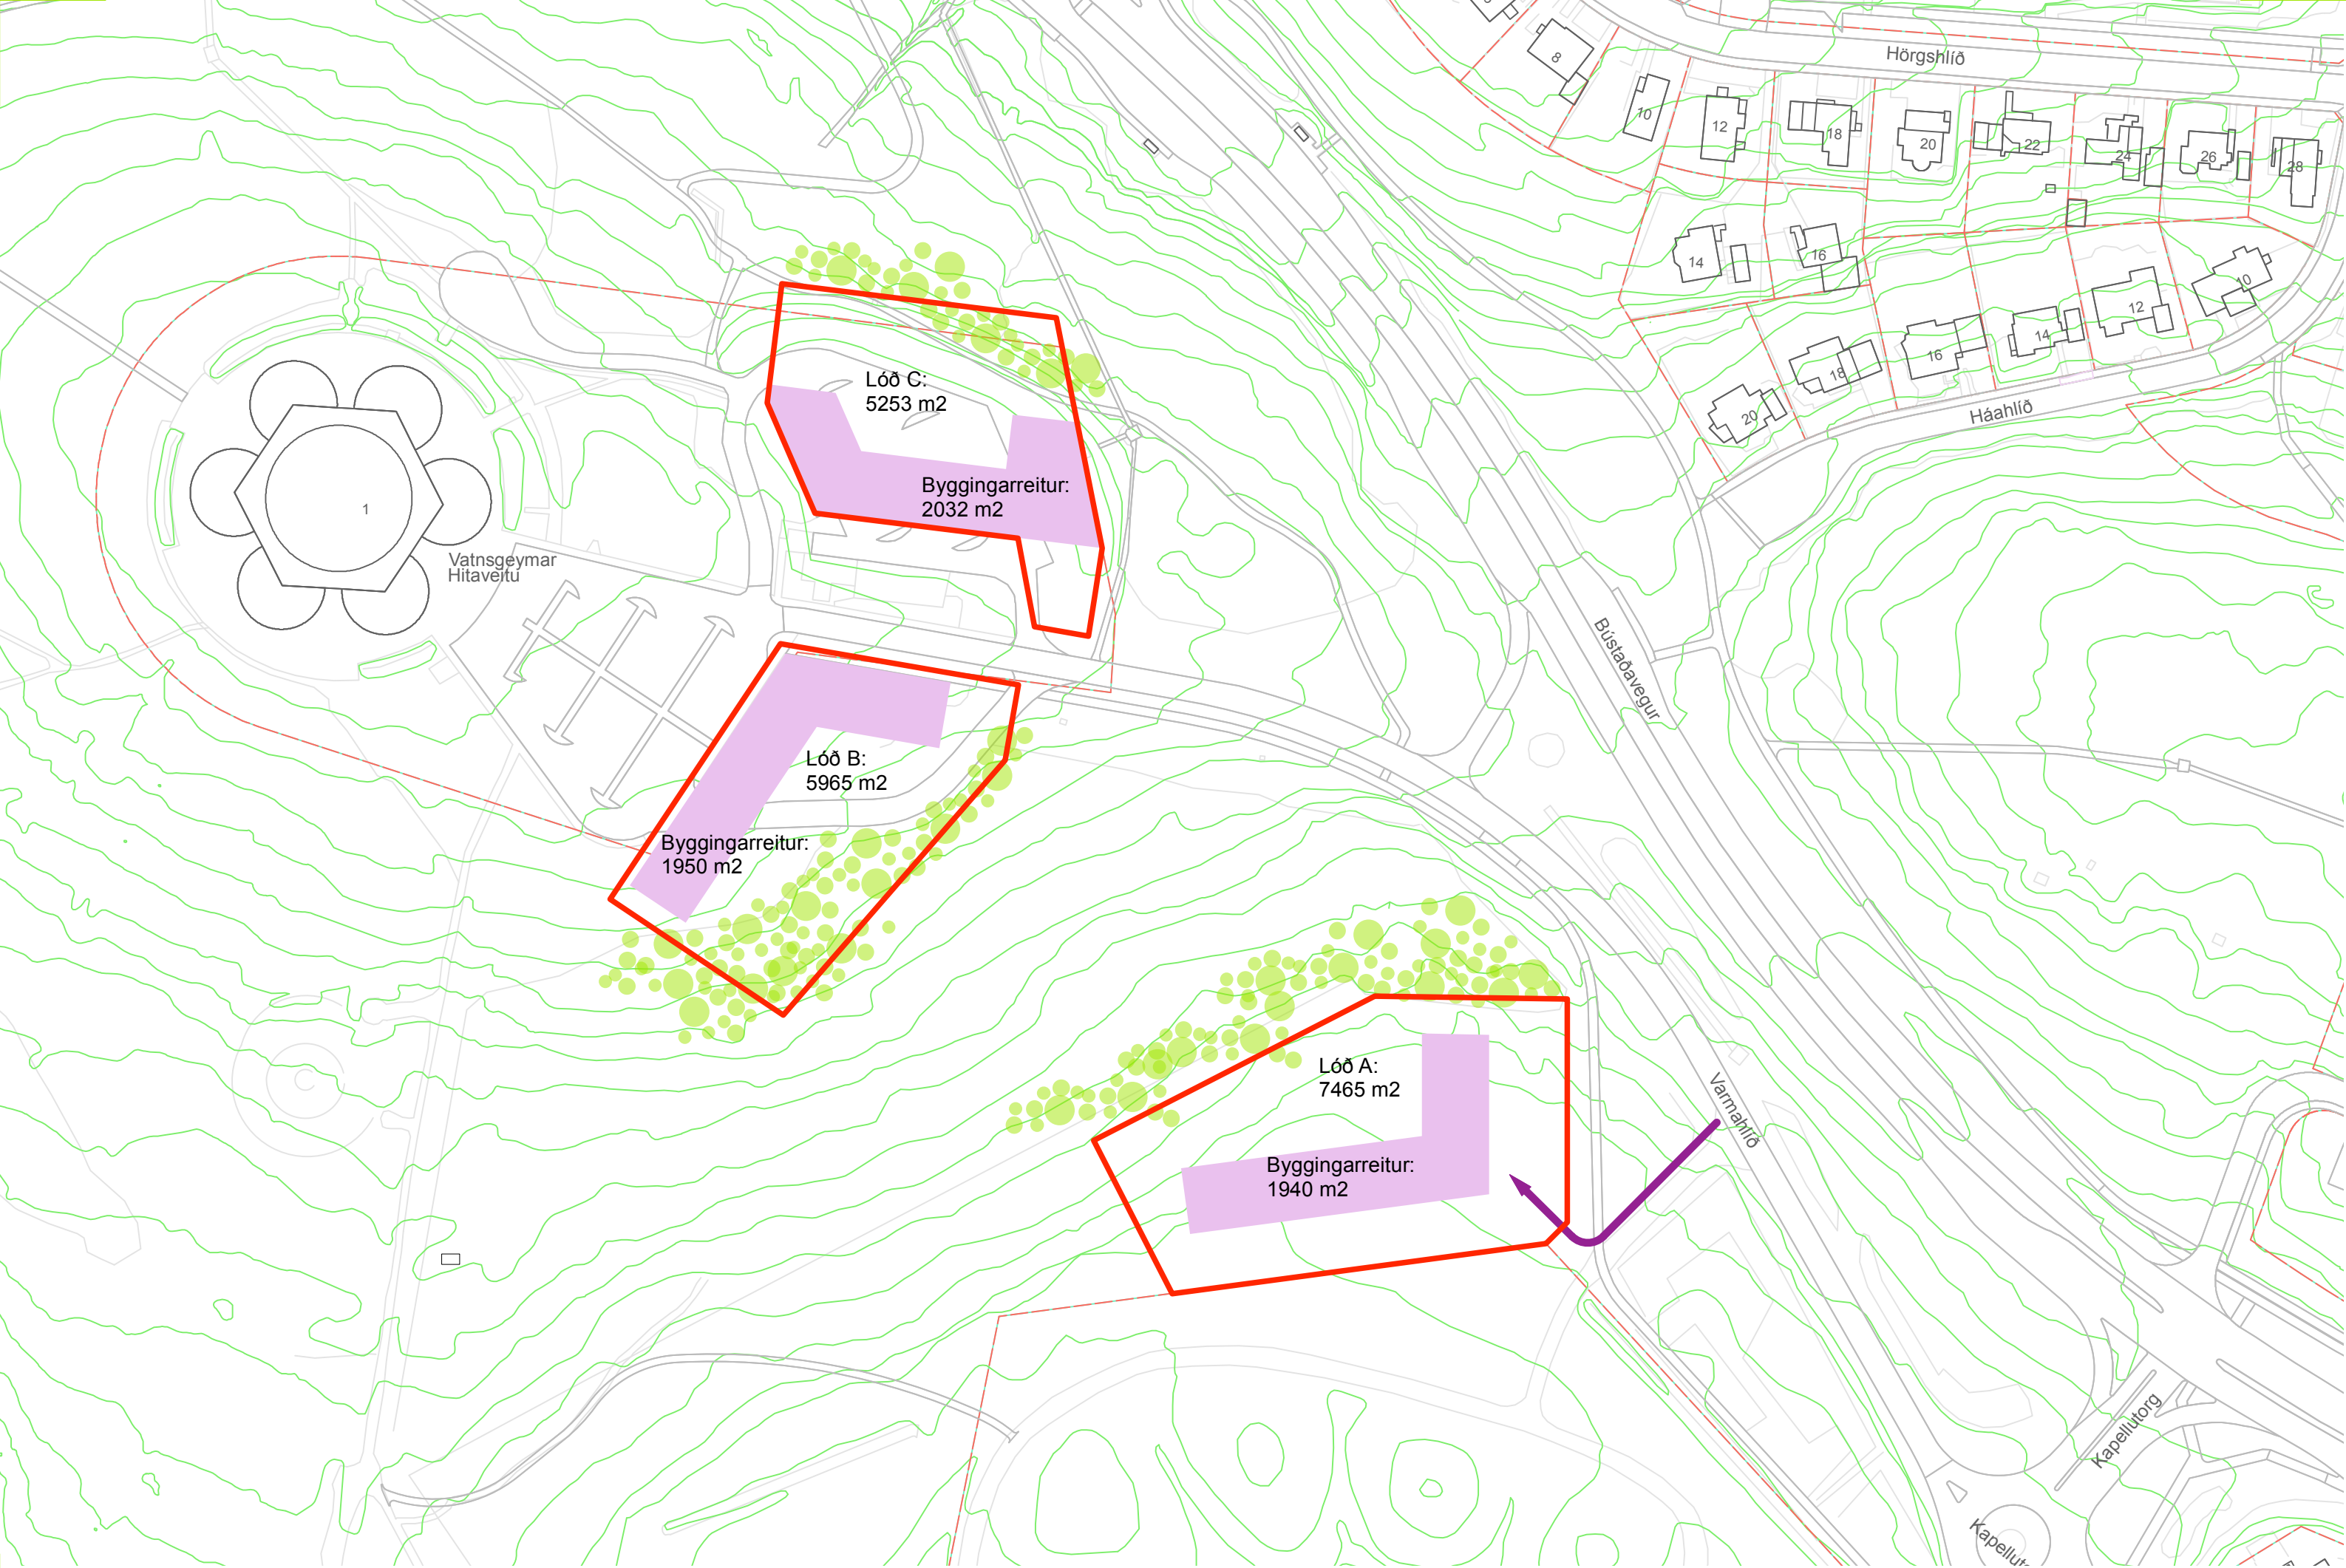 Hörgshlíð
8
10
12
18
20
22
24
26
28
14
16
10
12
14
16
18
20
Háahlíð
Lóð C:
5253 m2
Byggingarreitur:
2032 m2
1
Vatnsgeymar
Hitaveitu
Bústaðavegur
Lóð B:
5965 m2
Byggingarreitur:
1950 m2
Lóð A:
7465 m2
Byggingarreitur:
1940 m2
Varmahlíð
Kapellutorg